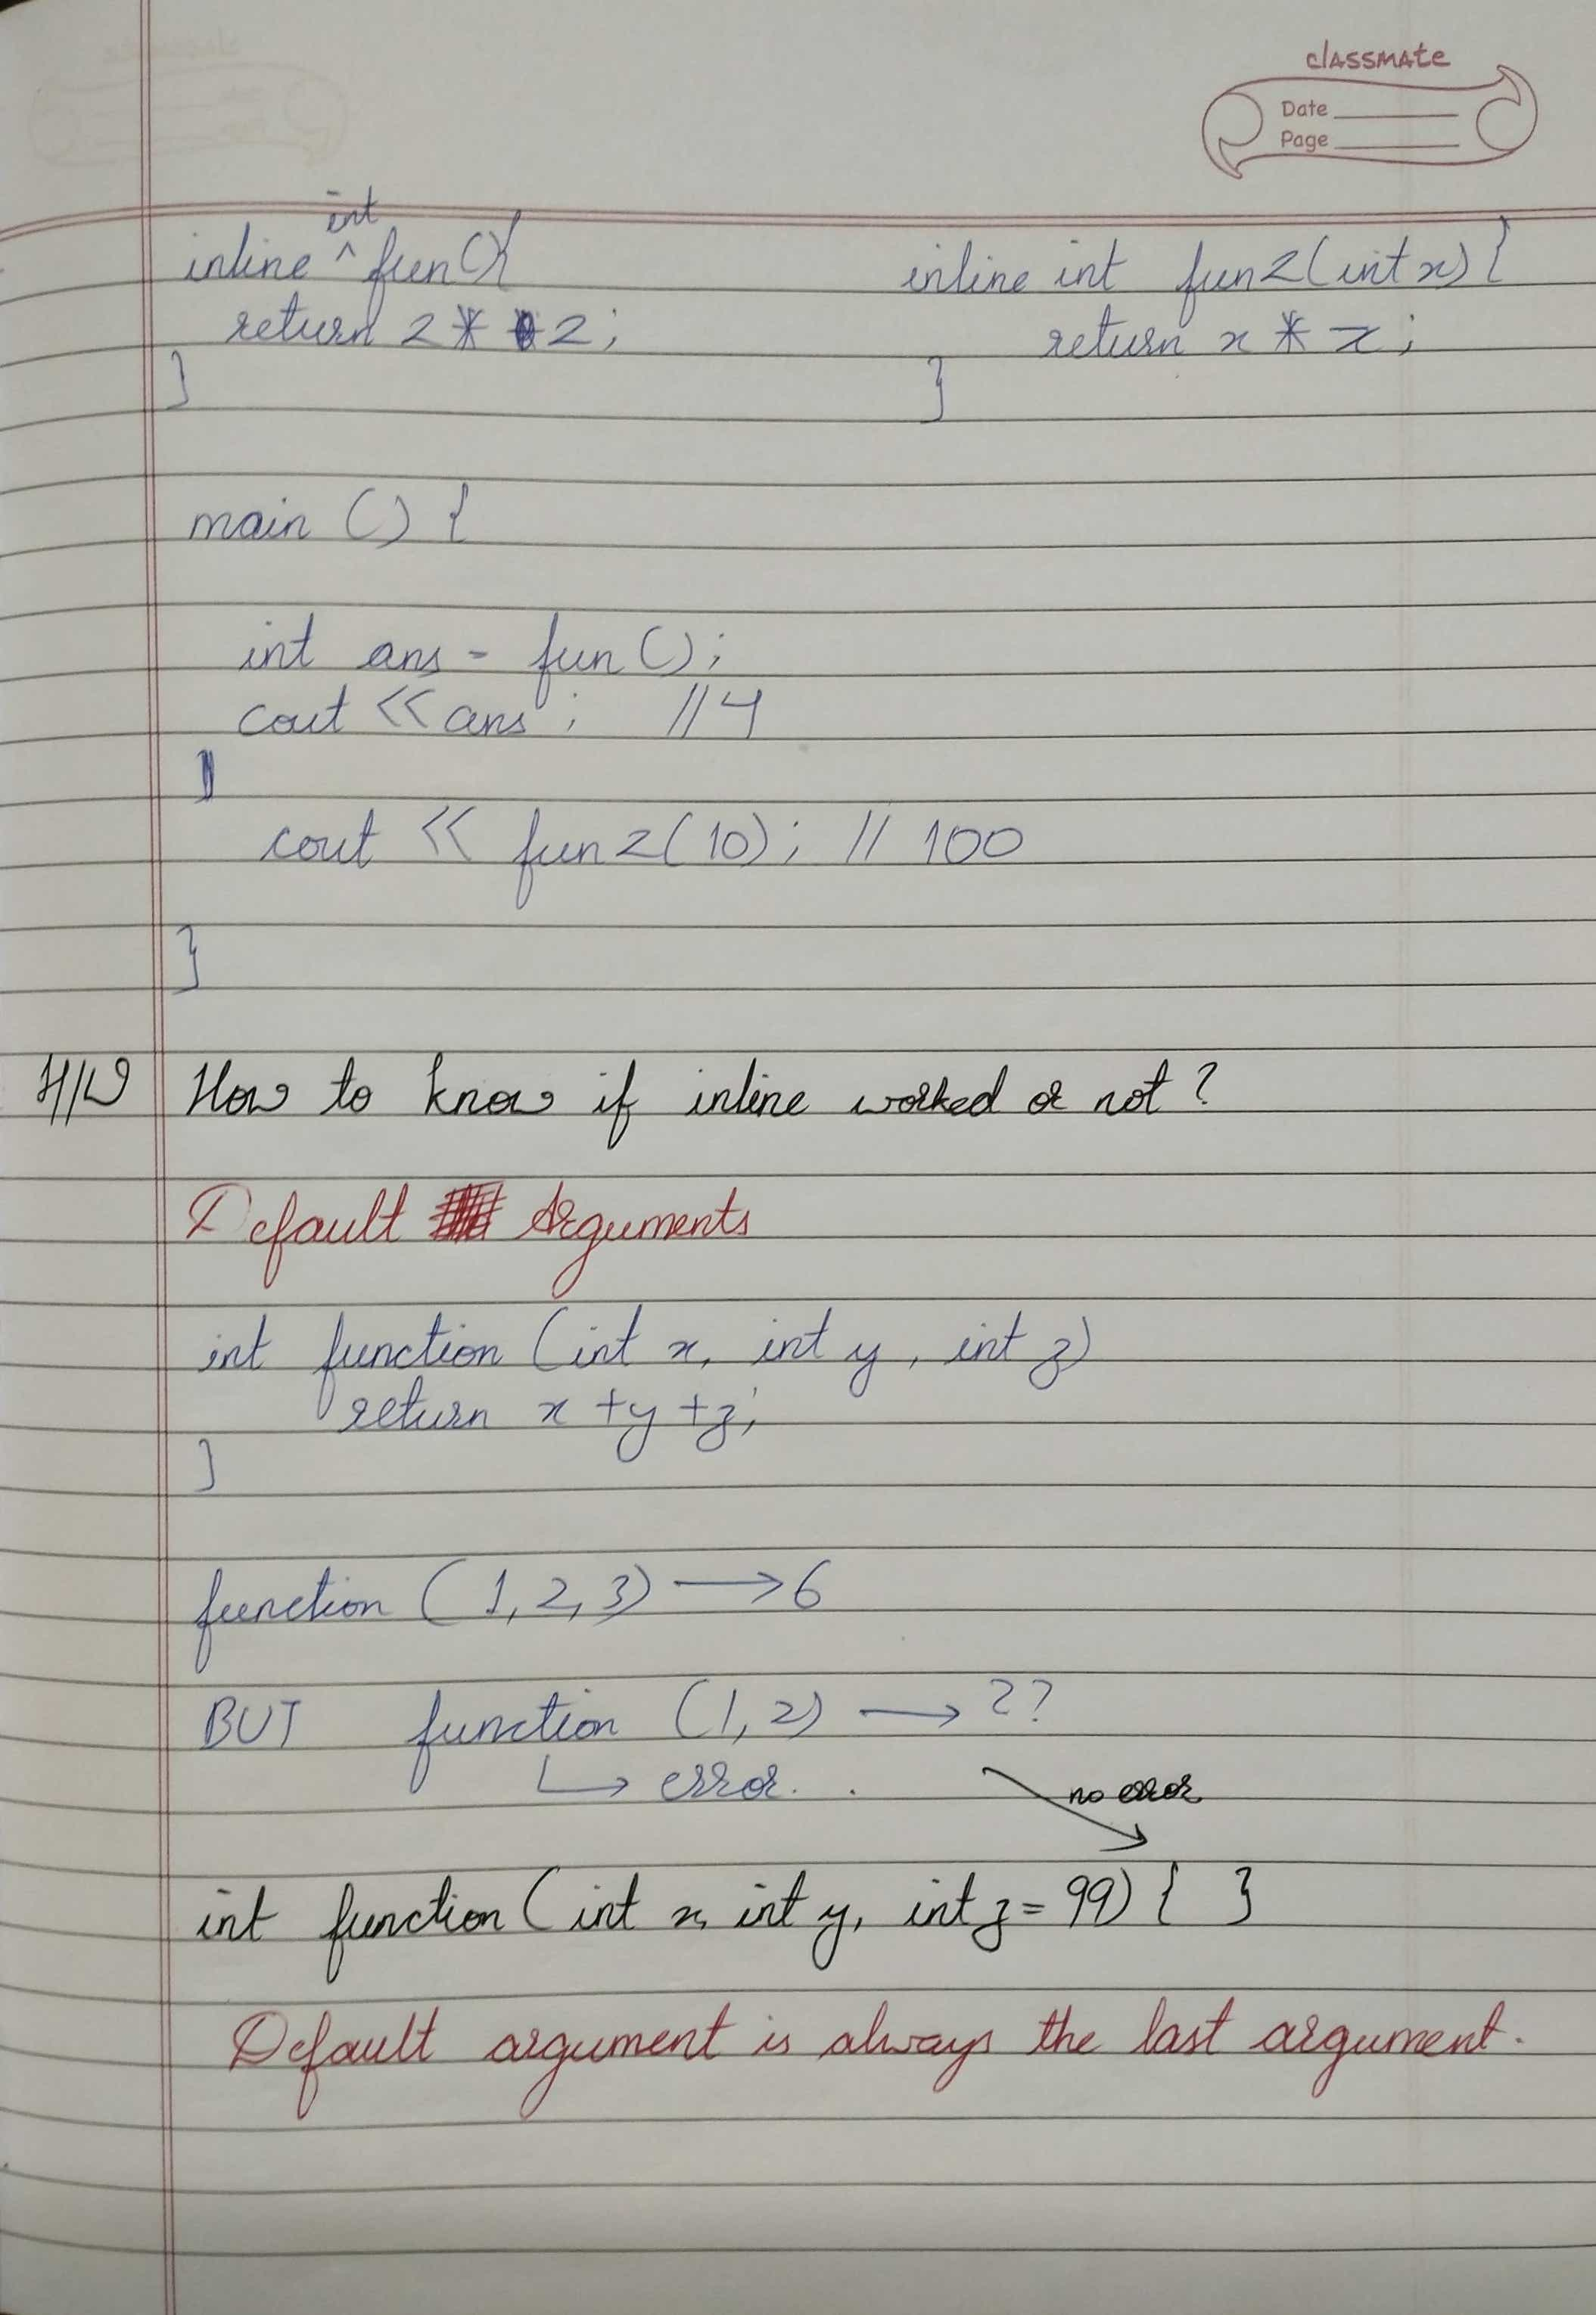 classmate
Date
Page
inline int fun(){
return 2 * 2;
}
inline int fun2(int x){
return x * x;
}
main () {
int ans = fun();
cout << ans; //4
cout << fun2(10); // 100
}
H/W How to know if inline worked or not?
Default Arguments
int function (int x, int y, int z)
return x + y + z;
}
function (1, 2, 3) → 6
BUT function (1, 2) → ??
↳ error.
no error
int function (int x, int y, int z = 99) { }
Default argument is always the last argument.